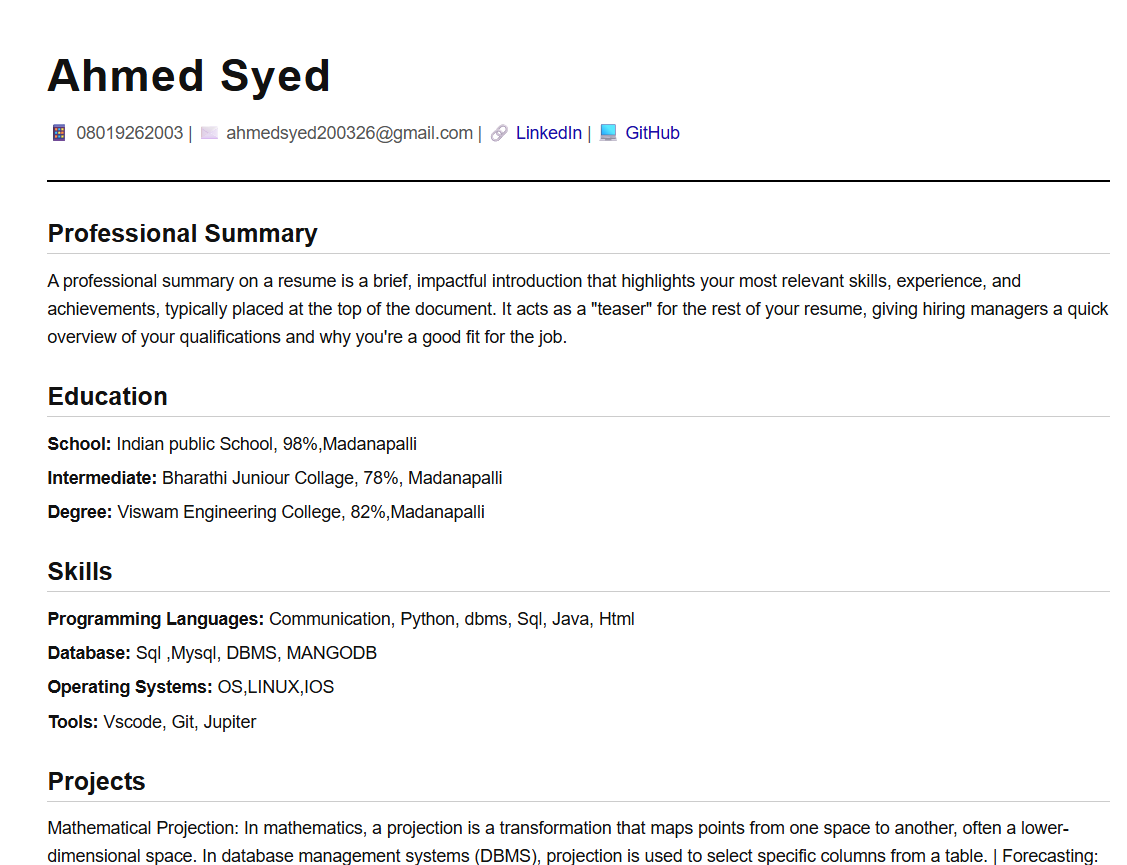 Ahmed Syed
08019262003 | ahmedsyed200326@gmail.com | LinkedIn | GitHub
Professional Summary
A professional summary on a resume is a brief, impactful introduction that highlights your most relevant skills, experience, and
achievements, typically placed at the top of the document. It acts as a "teaser" for the rest of your resume, giving hiring managers a quick
overview of your qualifications and why you're a good fit for the job.
Education
School: Indian public School, 98%,Madanapalli
Intermediate: Bharathi Juniour Collage, 78%, Madanapalli
Degree: Viswam Engineering College, 82%,Madanapalli
Skills
Programming Languages: Communication, Python, dbms, Sql, Java, Html
Database: Sql ,Mysql, DBMS, MANGODB
Operating Systems: OS,LINUX,IOS
Tools: Vscode, Git, Jupiter
Projects
Mathematical Projection: In mathematics, a projection is a transformation that maps points from one space to another, often a lower-
dimensional space. In database management systems (DBMS), projection is used to select specific columns from a table. | Forecasting: